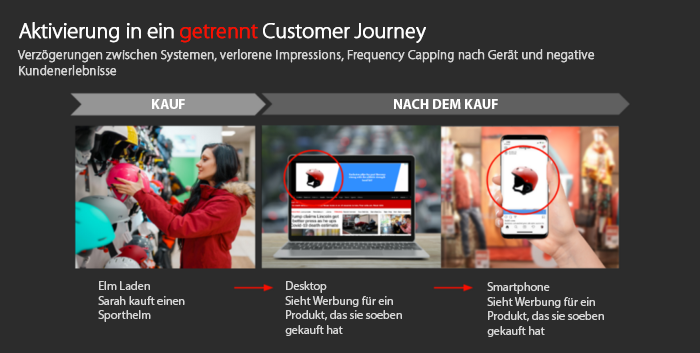 Aktivierung in ein getrennt Customer Journey
Verzögerungen zwischen Systemen, verlorene Impressions, Frequency Capping nach Gerät und negative
Kundenerlebnisse
KAUF
NACH DEM KAUF
Elm Laden
Sarah kauft einen
Sporthelm
Desktop
Sieht Werbung für ein
Produkt, das sie soeben
gekauft hat
Smartphone
Sieht Werbung für ein
Produkt, das sie soeben
gekauft hat